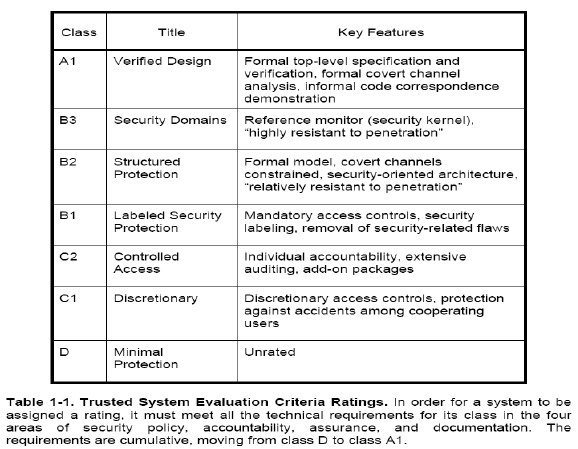 Class Title Key Features
A1 Verified Design Formal top-level specification and
verification, formal covert channel
analysis, informal code correspondence
demonstration
B3 Security Domains Reference monitor (security kernel),
"highly resistant to penetration"
B2 Structured Formal model, covert channels
Protection constrained, security-oriented architecture,
"relatively resistant to penetration"
B1 Labeled Security Mandatory access controls, security
Protection labeling, removal of security-related flaws
C2 Controlled Individual accountability, extensive
Access auditing, add-on packages
C1 Discretionary Discretionary access controls, protection
against accidents among cooperating
users
D Minimal Unrated
Protection
Table 1-1. Trusted System Evaluation Criteria Ratings. In order for a system to be
assigned a rating, it must meet all the technical requirements for its class in the four
areas of security policy, accountability, assurance, and documentation. The
requirements are cumulative, moving from class D to class A1.